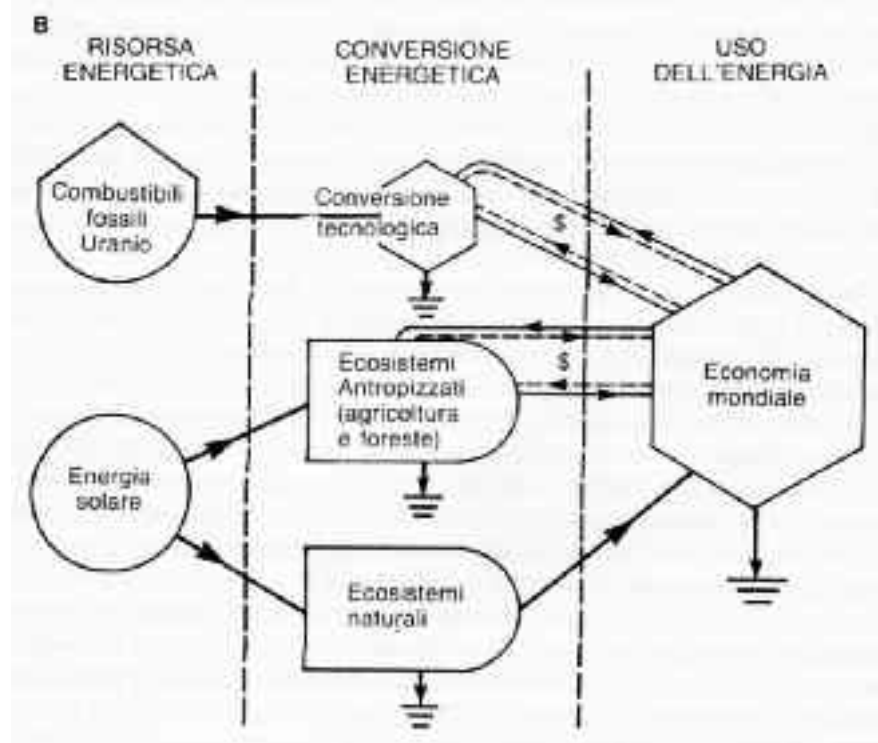 B
RISORSA
ENERGETICA
CONVERSIONE
ENERGETICA
USO
DELL'ENERGIA
Combustibili
fossili
Uranio
Conversione
tecnologica
$
Ecosistemi
Antropizzati
(agricoltura
e foreste)
$
Economia
mondiale
Energia
solare
Ecosistemi
naturali